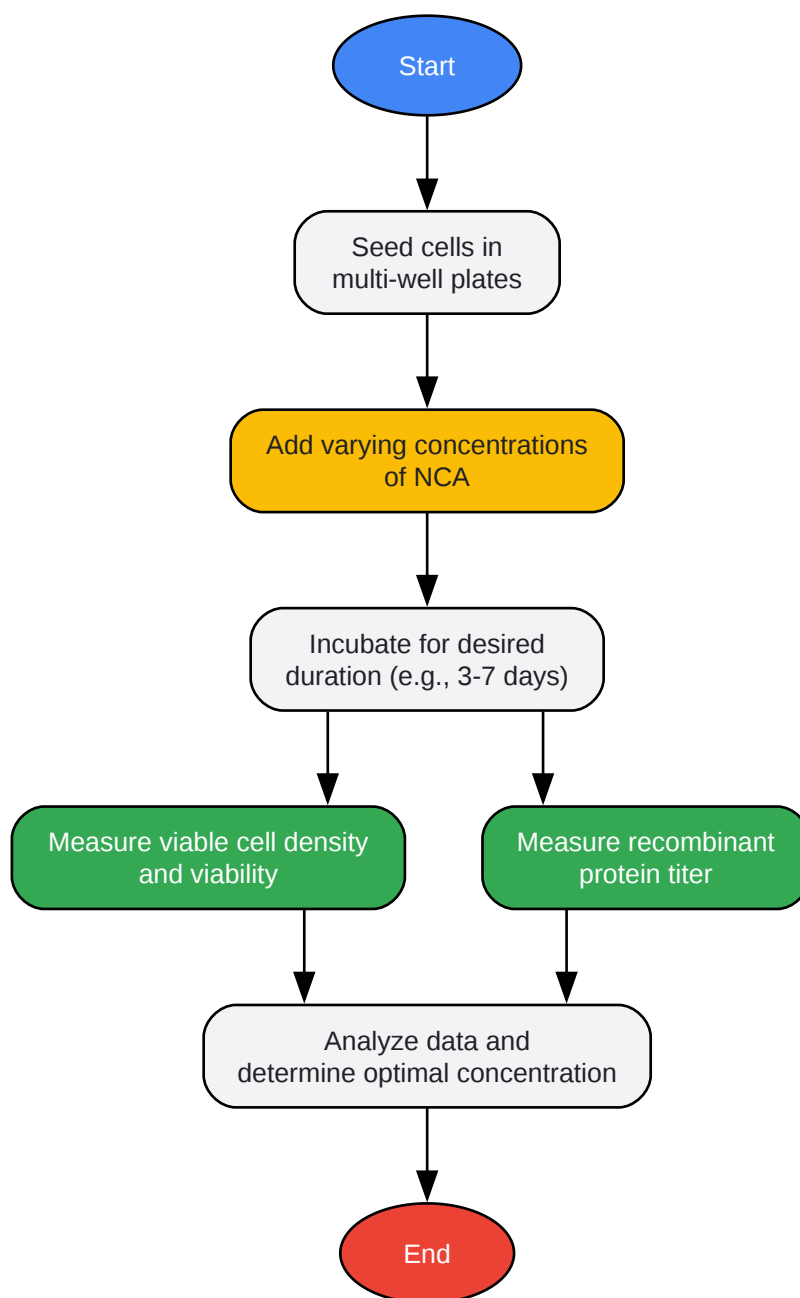 Start
Seed cells in
multi-well plates
Add varying concentrations
of NCA
Incubate for desired
duration (e.g., 3-7 days)
Measure viable cell density
and viability
Measure recombinant
protein titer
Analyze data and
determine optimal concentration
End